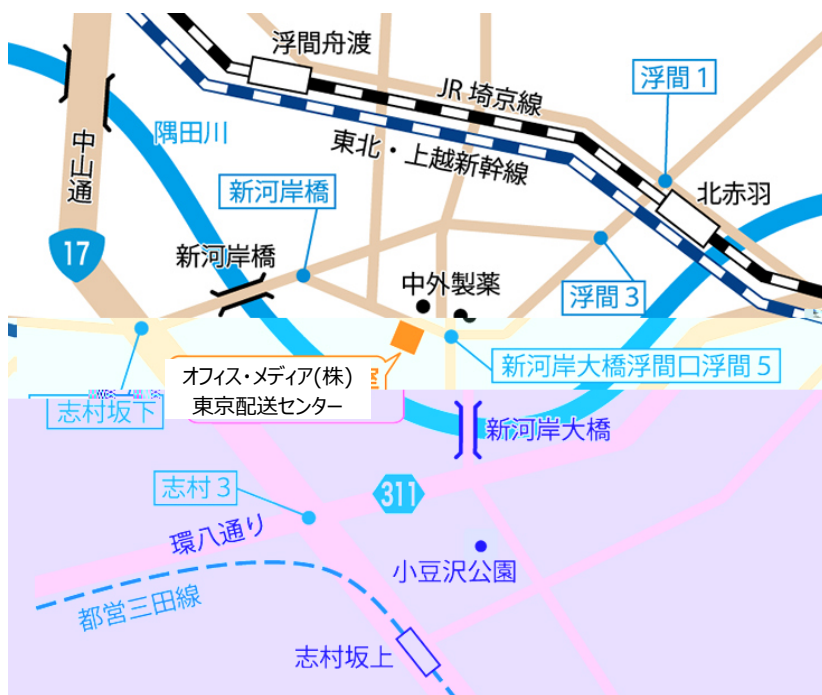 浮間舟渡
JR 埼京線
浮間 1
隅田川
東北・上越新幹線
中山通
新河岸橋
北赤羽
17
新河岸橋
中外製薬
浮間 3
オフィス・メディア(株)
東京配送センター
新河岸大橋浮間口浮間 5
志村坂下
新河岸大橋
志村 3
311
環八通り
小豆沢公園
都営三田線
志村坂上